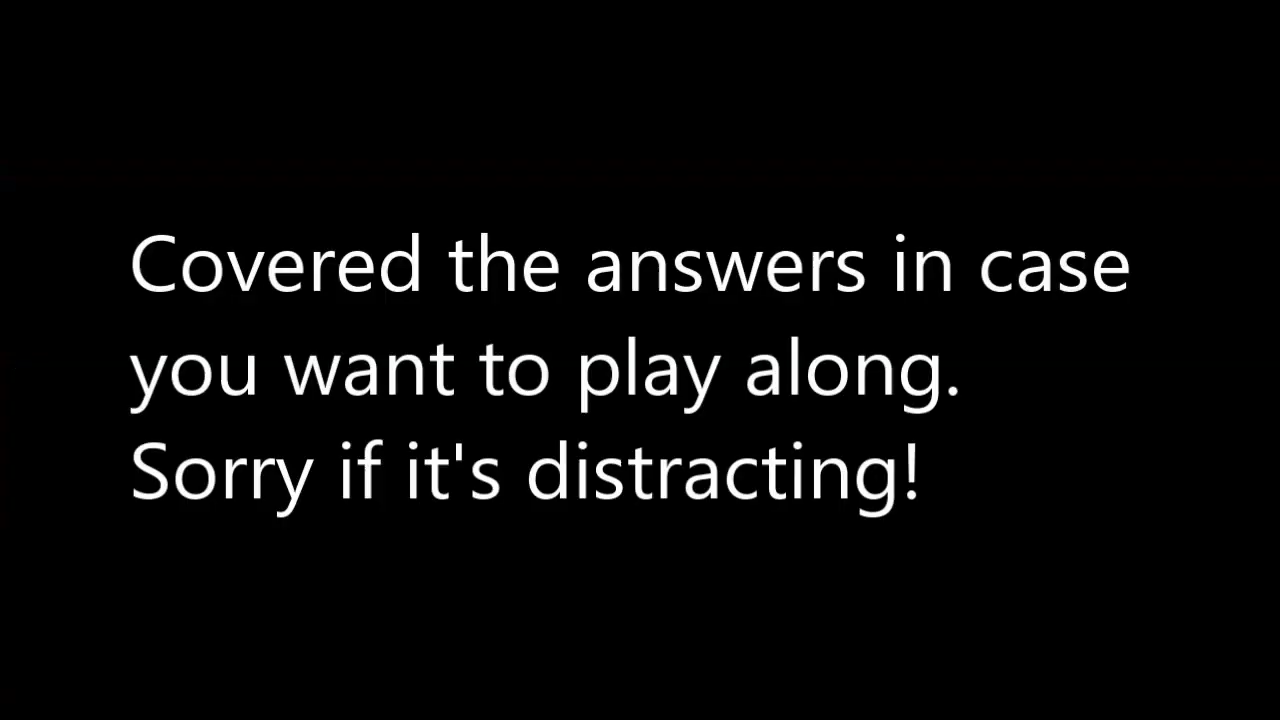 Covered the answers in case
you want to play along.
Sorry if it's distracting!